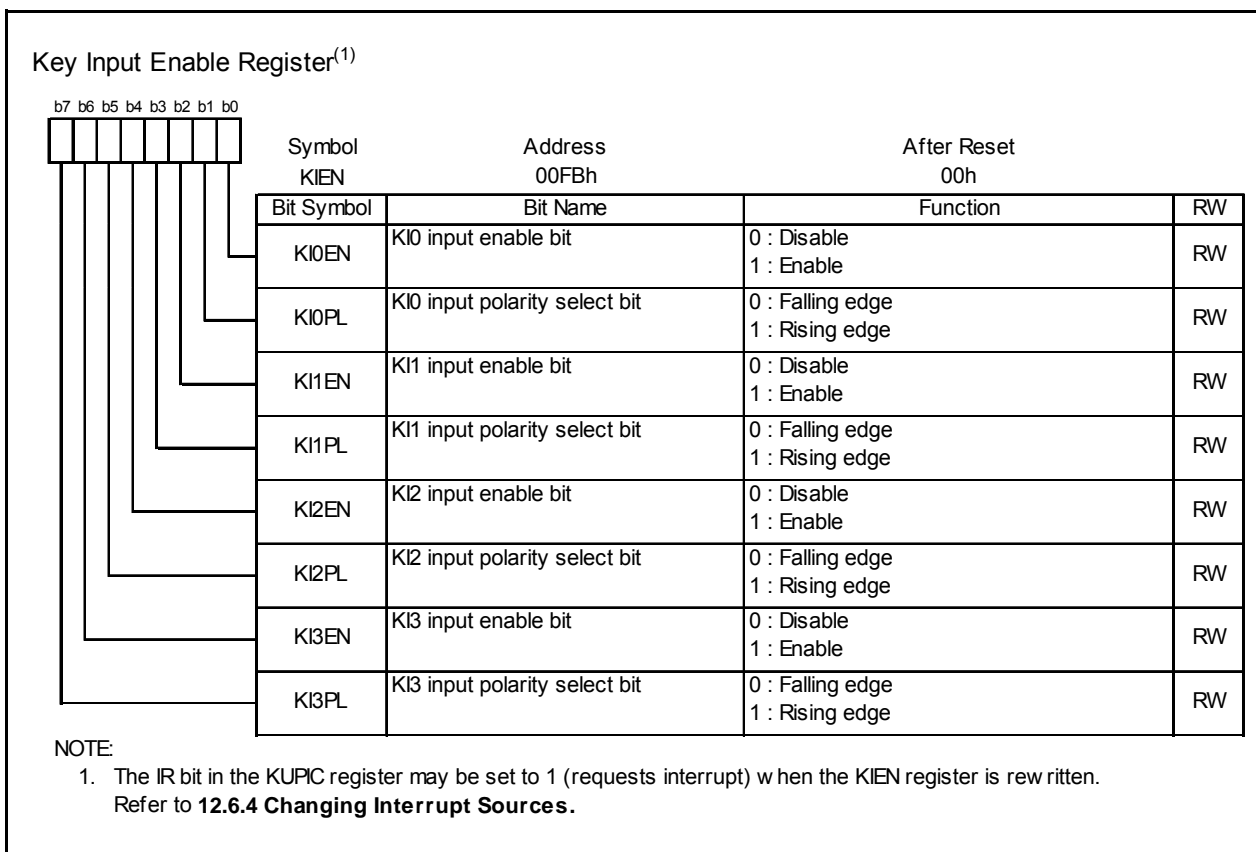 Key Input Enable Register(1)
b7 b6 b5 b4 b3 b2 b1 b0
Symbol Address After Reset
KIEN 00FBh 00h
Bit Symbol Bit Name Function RW
KI0EN KI0 input enable bit 0 : Disable RW
1 : Enable
KI0PL KI0 input polarity select bit 0 : Falling edge RW
1 : Rising edge
KI1EN KI1 input enable bit 0 : Disable RW
1 : Enable
KI1PL KI1 input polarity select bit 0 : Falling edge RW
1 : Rising edge
KI2EN KI2 input enable bit 0 : Disable RW
1 : Enable
KI2PL KI2 input polarity select bit 0 : Falling edge RW
1 : Rising edge
KI3EN KI3 input enable bit 0 : Disable RW
1 : Enable
KI3PL KI3 input polarity select bit 0 : Falling edge RW
1 : Rising edge
NOTE:
1. The IR bit in the KUPIC register may be set to 1 (requests interrupt) when the KIEN register is rewritten.
Refer to 12.6.4 Changing Interrupt Sources.